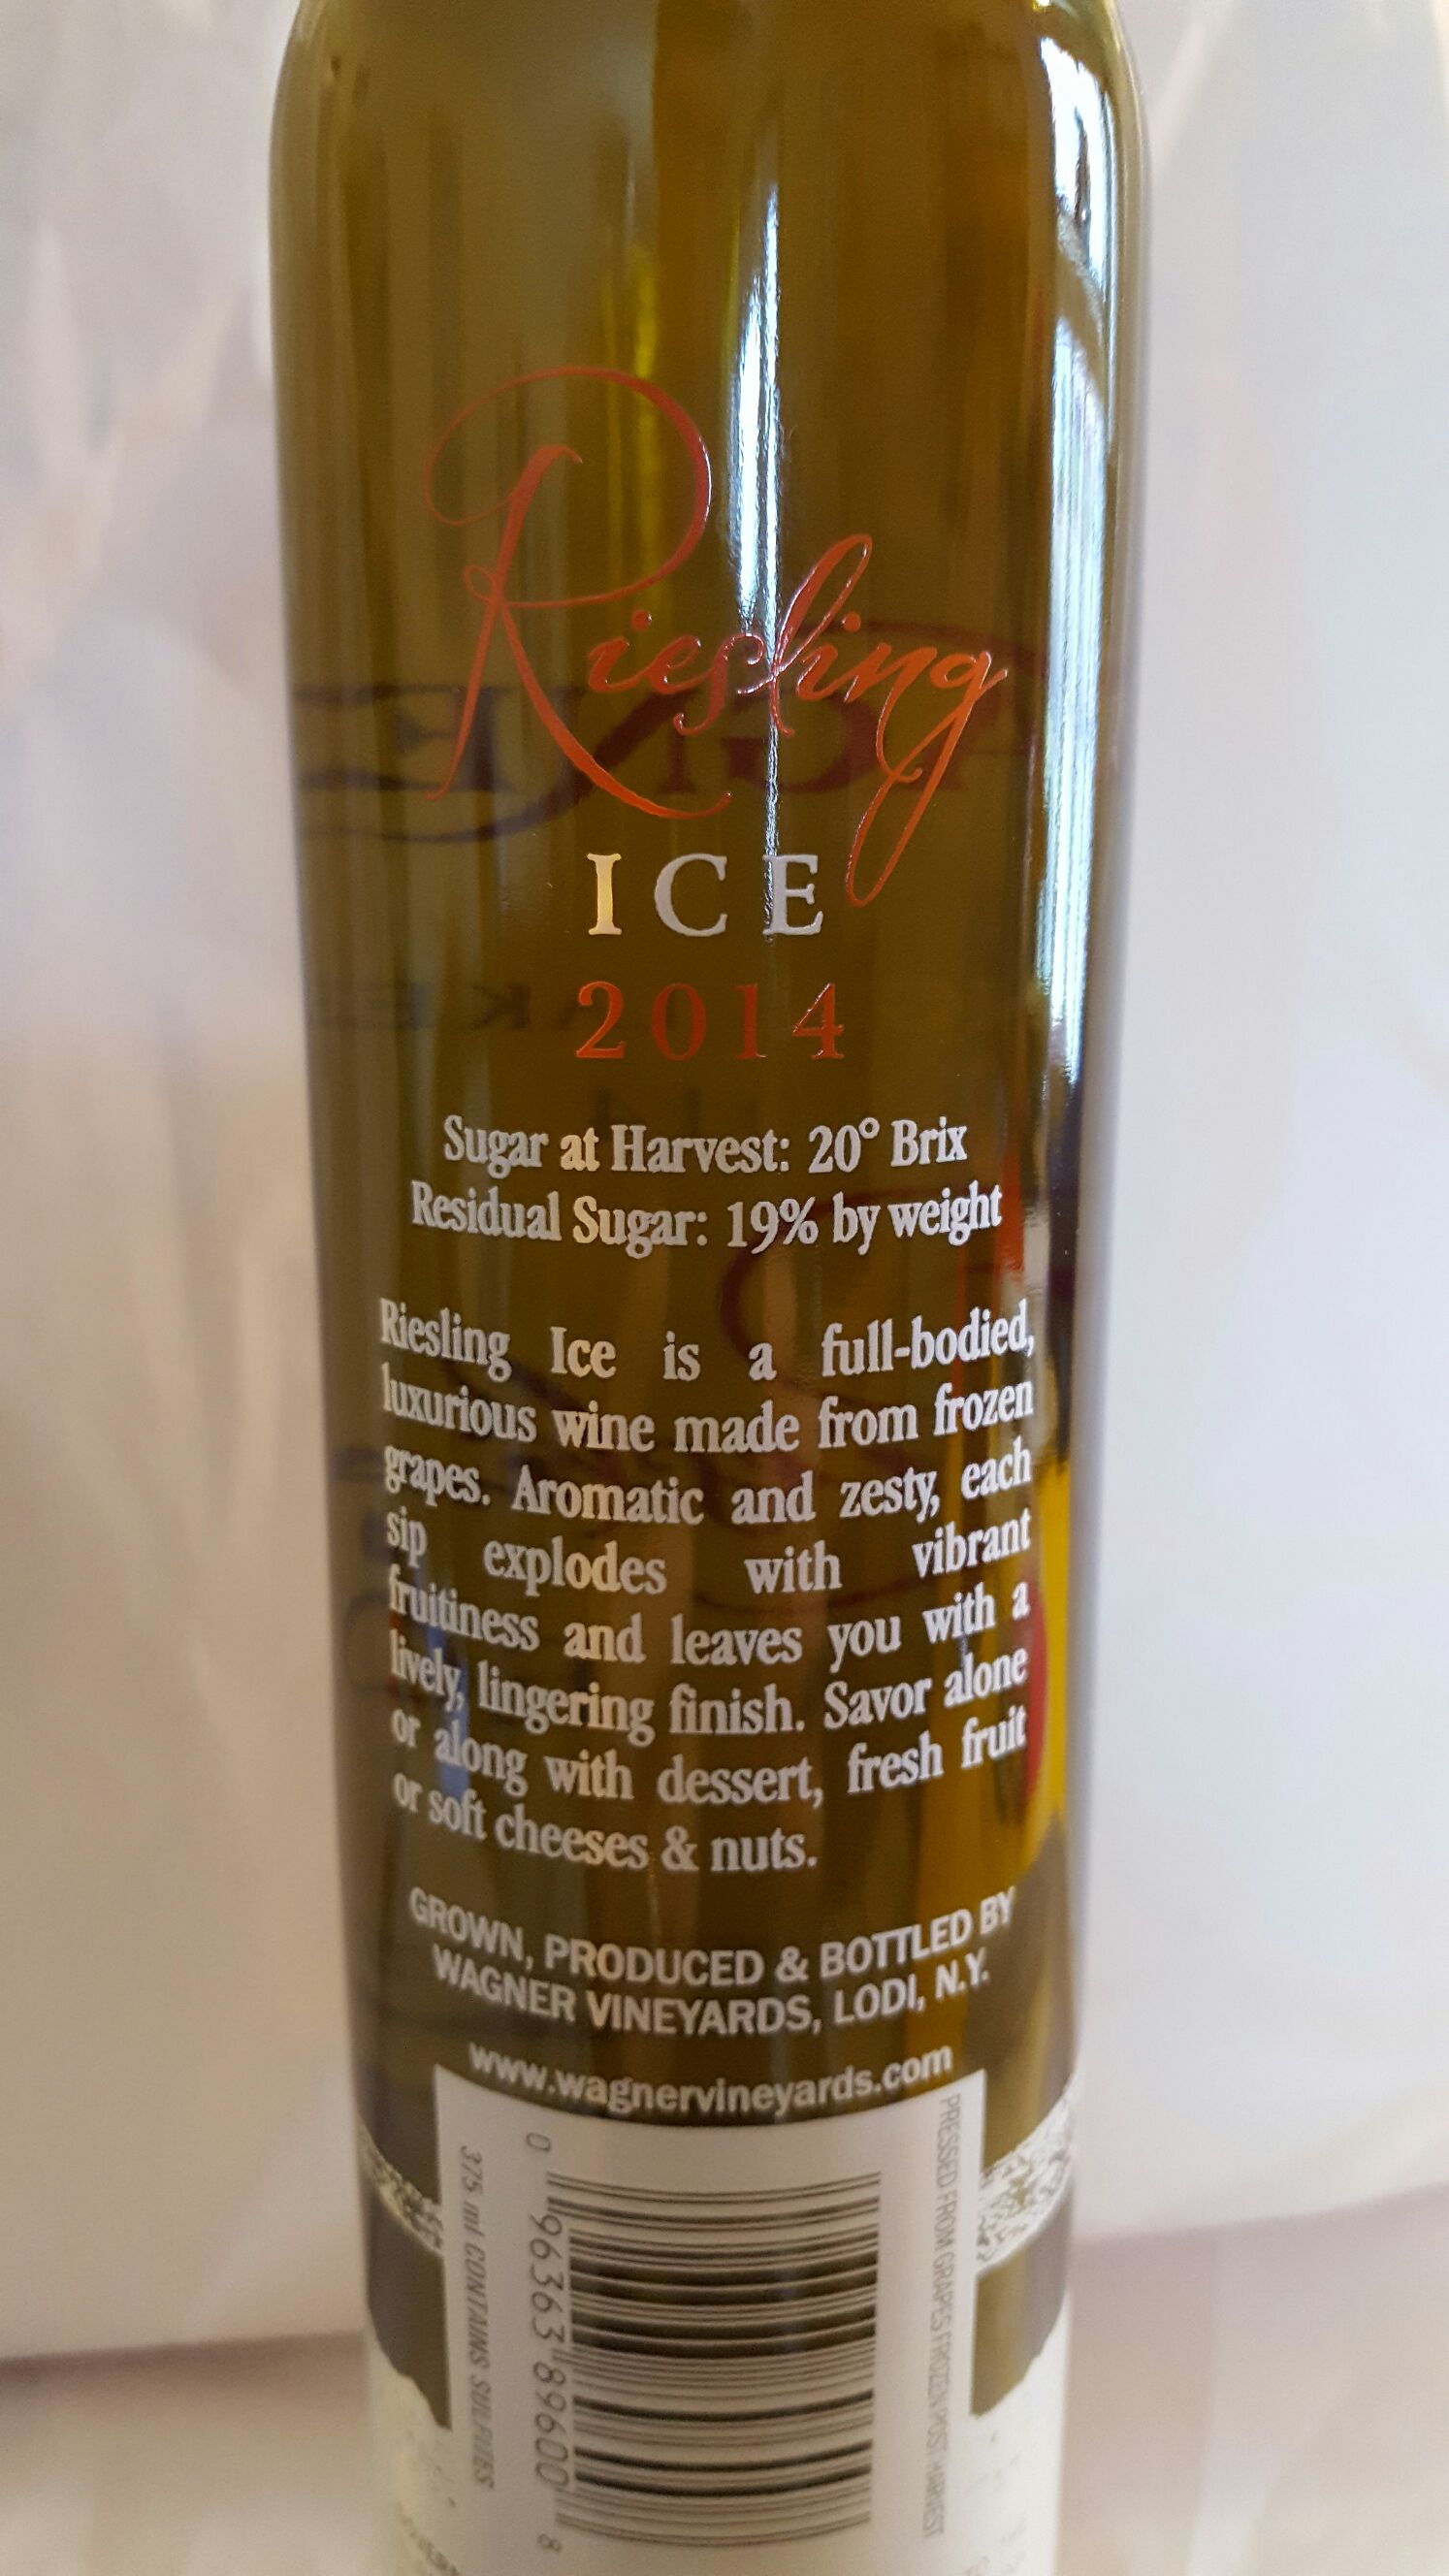 Riesling
ICE
2014
Sugar at Harvest: 20° Brix
Residual Sugar: 19% by weight
Riesling Ice is a full-bodied,
luxurious wine made from frozen
grapes. Aromatic and zesty, each
sip explodes with vibrant
fruitiness and leaves you with a
lively, lingering finish. Savor alone
or along with dessert, fresh fruit
or soft cheeses & nuts.
GROWN, PRODUCED & BOTTLED BY
WAGNER VINEYARDS, LODI, N.Y.
www.wagnervineyards.com
PRESSED FROM GRAPES FROZEN POST-HARVEST
0 96363 89600 8
375 ml CONTAINS SULFITES